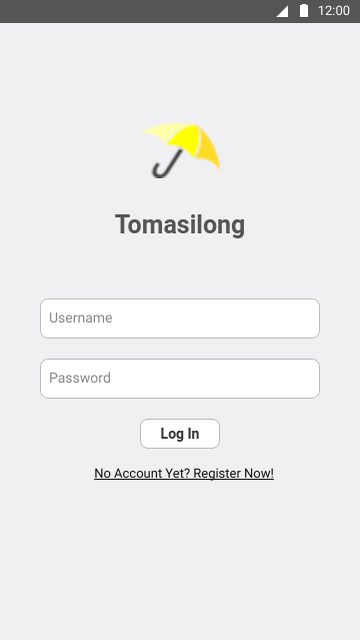 12:00
Tomasilong
Username
Password
Log In
No Account Yet? Register Now!